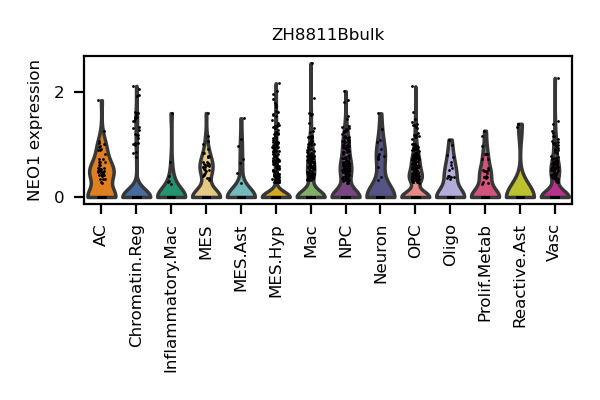 ZH8811Bbulk
NEO1 expression
2
0
AC
Chromatin.Reg
Inflammatory.Mac
MES
MES.Ast
MES.Hyp
Mac
NPC
Neuron
OPC
Oligo
Prolif.Metab
Reactive.Ast
Vasc